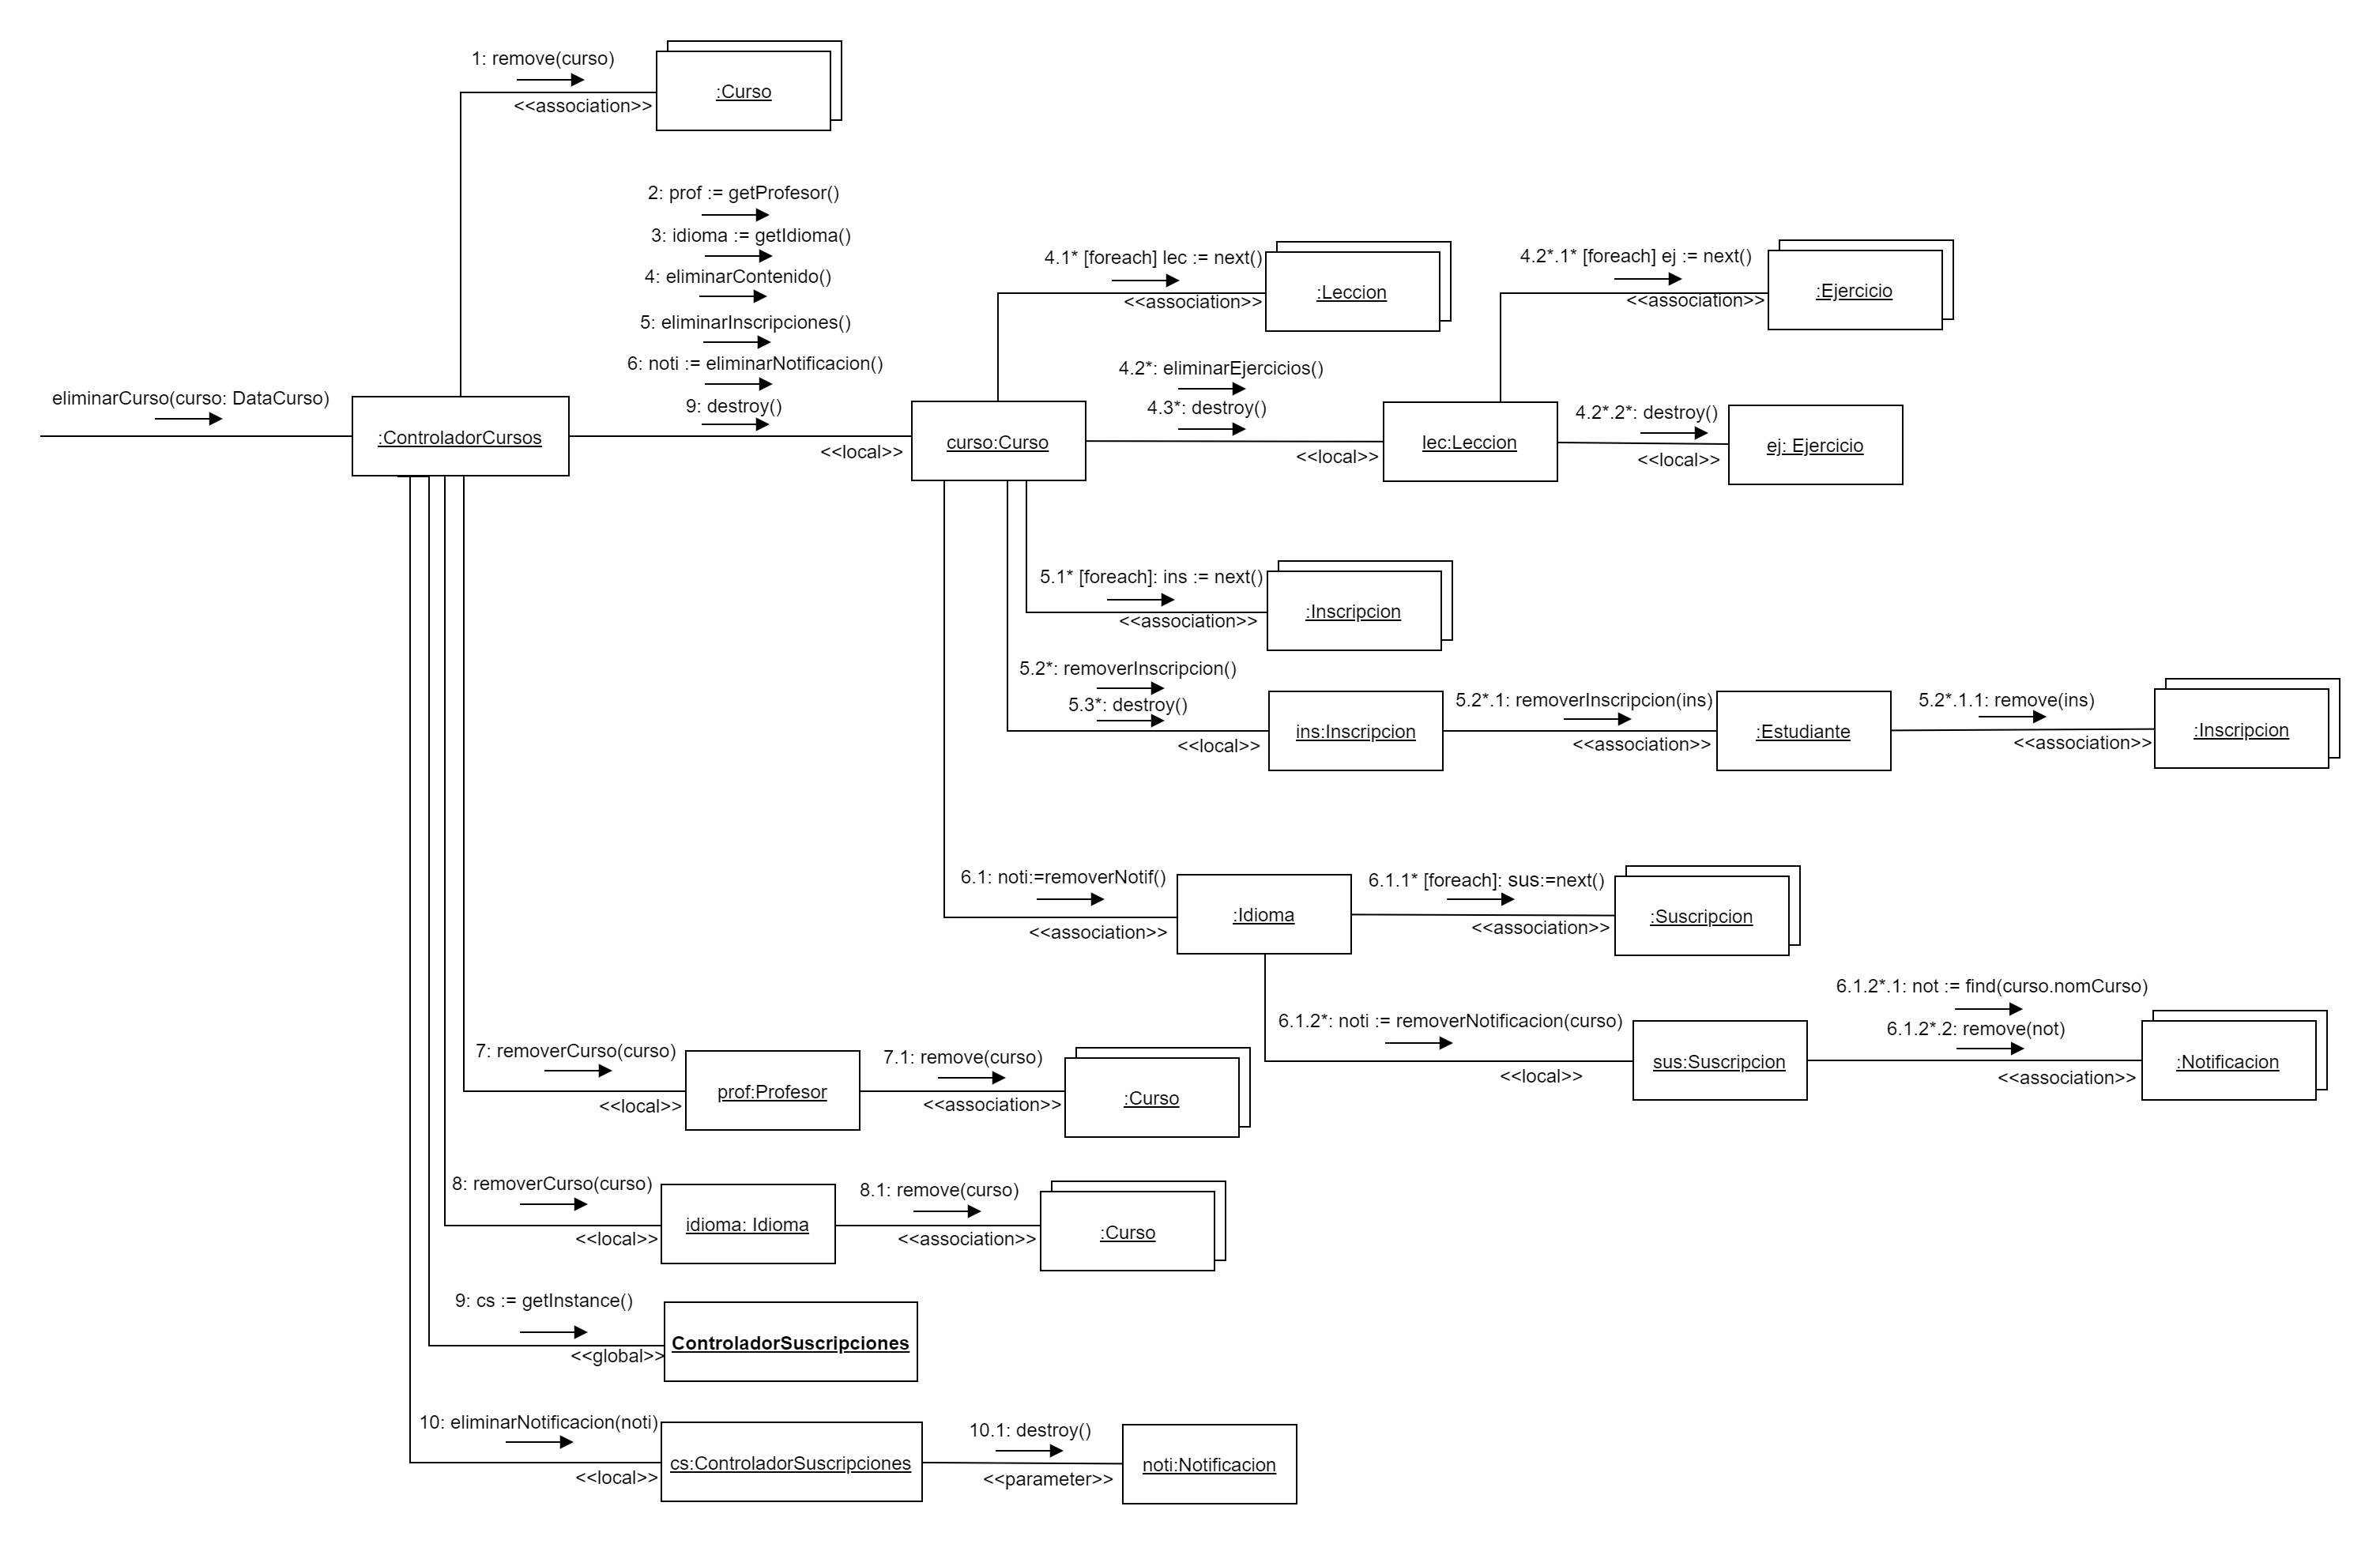 1: remove(curso)
<<association>>
:Curso
2: prof := getProfesor()
3: idioma := getIdioma()
4: eliminarContenido()
5: eliminarInscripciones()
6: noti := eliminarNotificacion()
9: destroy()
<<local>>
eliminarCurso(curso: DataCurso)
:ControladorCursos
curso:Curso
4.1* [foreach] lec := next()
<<association>>
:Leccion
4.2*: eliminarEjercicios()
4.3*: destroy()
<<local>>
lec:Leccion
4.2*.1* [foreach] ej := next()
<<association>>
:Ejercicio
4.2*.2*: destroy()
<<local>>
ej: Ejercicio
5.1* [foreach]: ins := next()
<<association>>
:Inscripcion
5.2*: removerInscripcion()
5.3*: destroy()
<<local>>
ins:Inscripcion
5.2*.1: removerInscripcion(ins)
<<association>>
:Estudiante
5.2*.1.1: remove(ins)
<<association>>
:Inscripcion
6.1: noti:=removerNotif()
<<association>>
:Idioma
6.1.1* [foreach]: sus:=next()
<<association>>
:Suscripcion
6.1.2*: noti := removerNotificacion(curso)
<<local>>
sus:Suscripcion
6.1.2*.1: not := find(curso.nomCurso)
6.1.2*.2: remove(not)
<<association>>
:Notificacion
7: removerCurso(curso)
<<local>>
prof:Profesor
7.1: remove(curso)
<<association>>
:Curso
8: removerCurso(curso)
<<local>>
idioma: Idioma
8.1: remove(curso)
<<association>>
:Curso
9: cs := getInstance()
<<global>>
ControladorSuscripciones
10: eliminarNotificacion(noti)
<<local>>
cs:ControladorSuscripciones
10.1: destroy()
<<parameter>>
noti:Notificacion